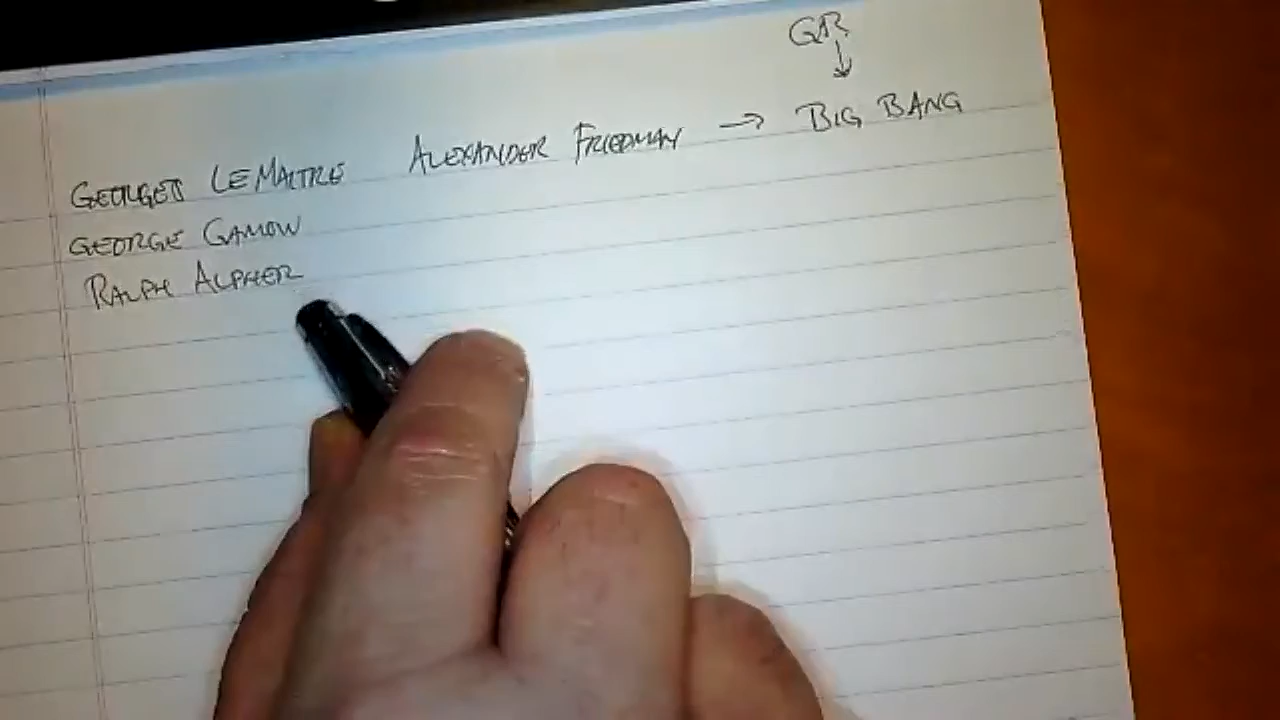 GR
↓
GEORGES LEMAITRE ALEXANDER FRIEDMAN → BIG BANG
GEORGE GAMOW
RALPH ALPHER